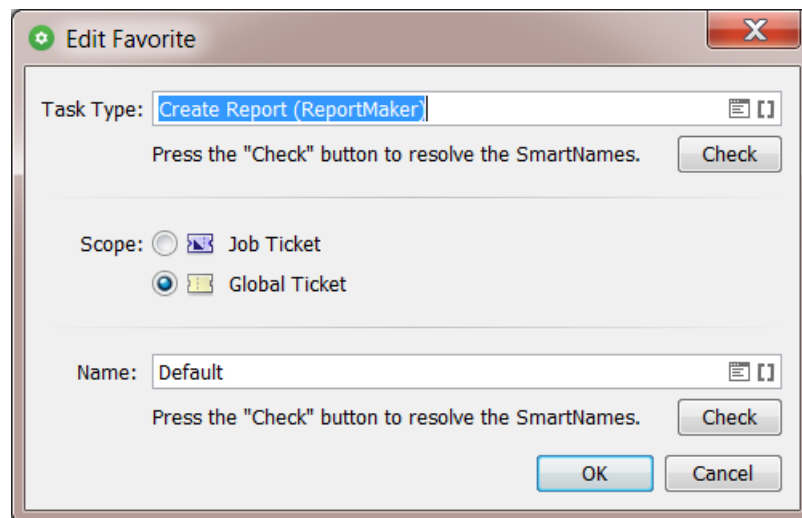 Edit Favorite
Task Type: Create Report (ReportMaker)
Press the "Check" button to resolve the SmartNames. Check
Scope: Job Ticket
Global Ticket
Name: Default
Press the "Check" button to resolve the SmartNames. Check
OK Cancel